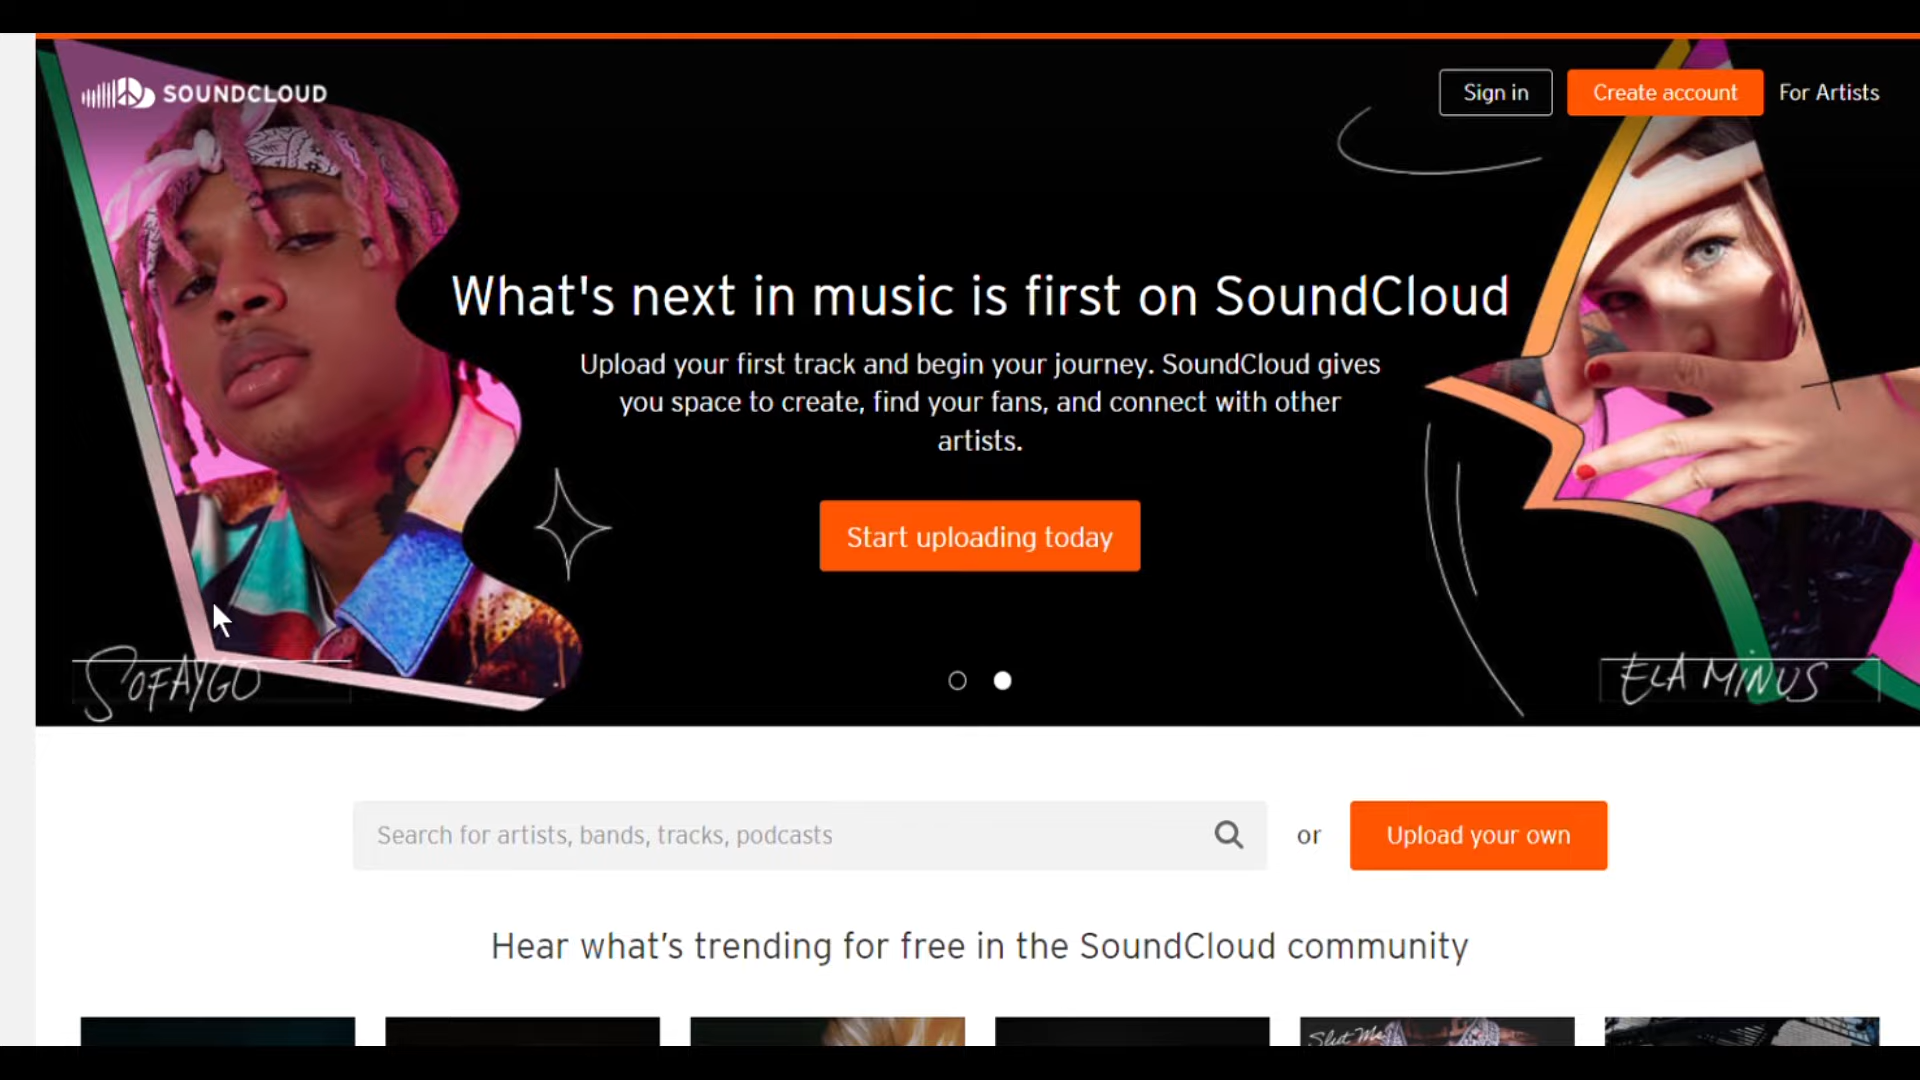 SOUNDCLOUD
Sign in
Create account
For Artists
What's next in music is first on SoundCloud
Upload your first track and begin your journey. SoundCloud gives
you space to create, find your fans, and connect with other
artists.
Start uploading today
SOFAYGO
ELA MINUS
Search for artists, bands, tracks, podcasts
or
Upload your own
Hear what’s trending for free in the SoundCloud community
Slut Me